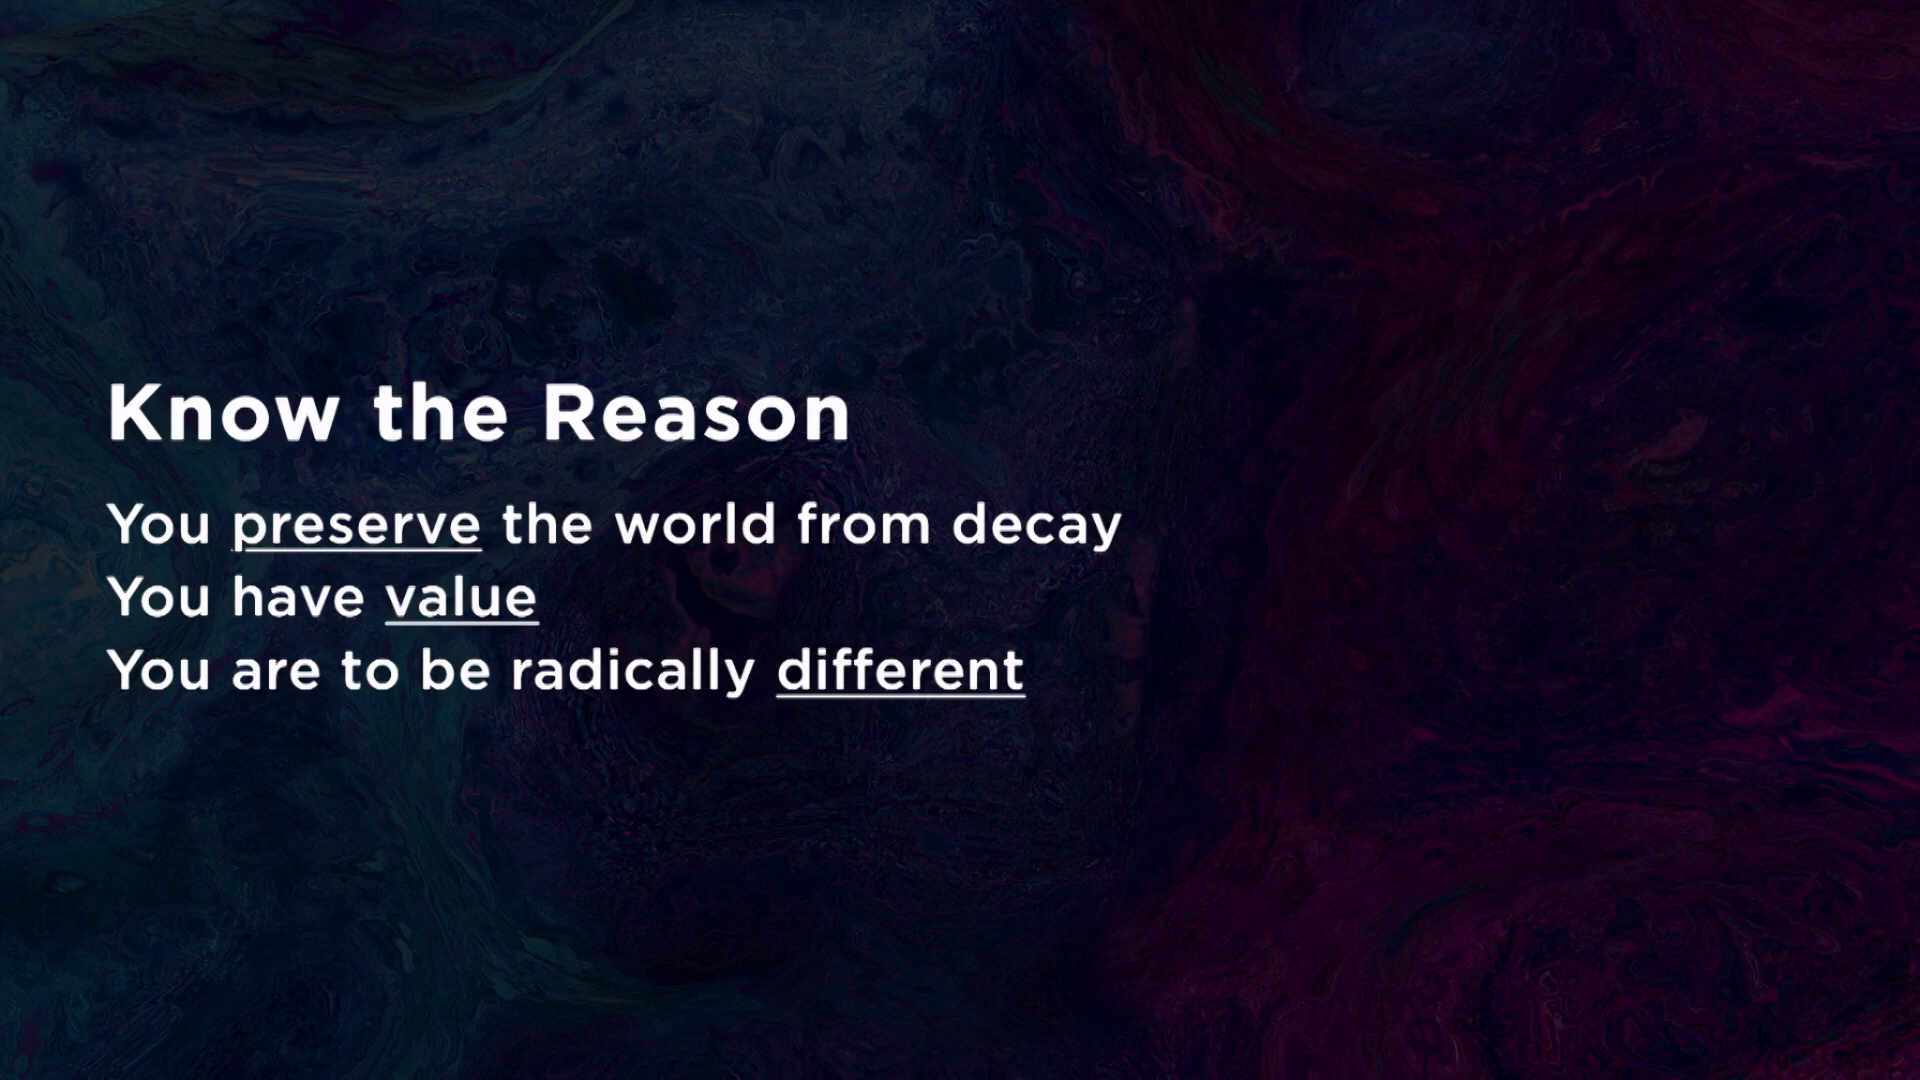 Know the Reason
You preserve the world from decay
You have value
You are to be radically different